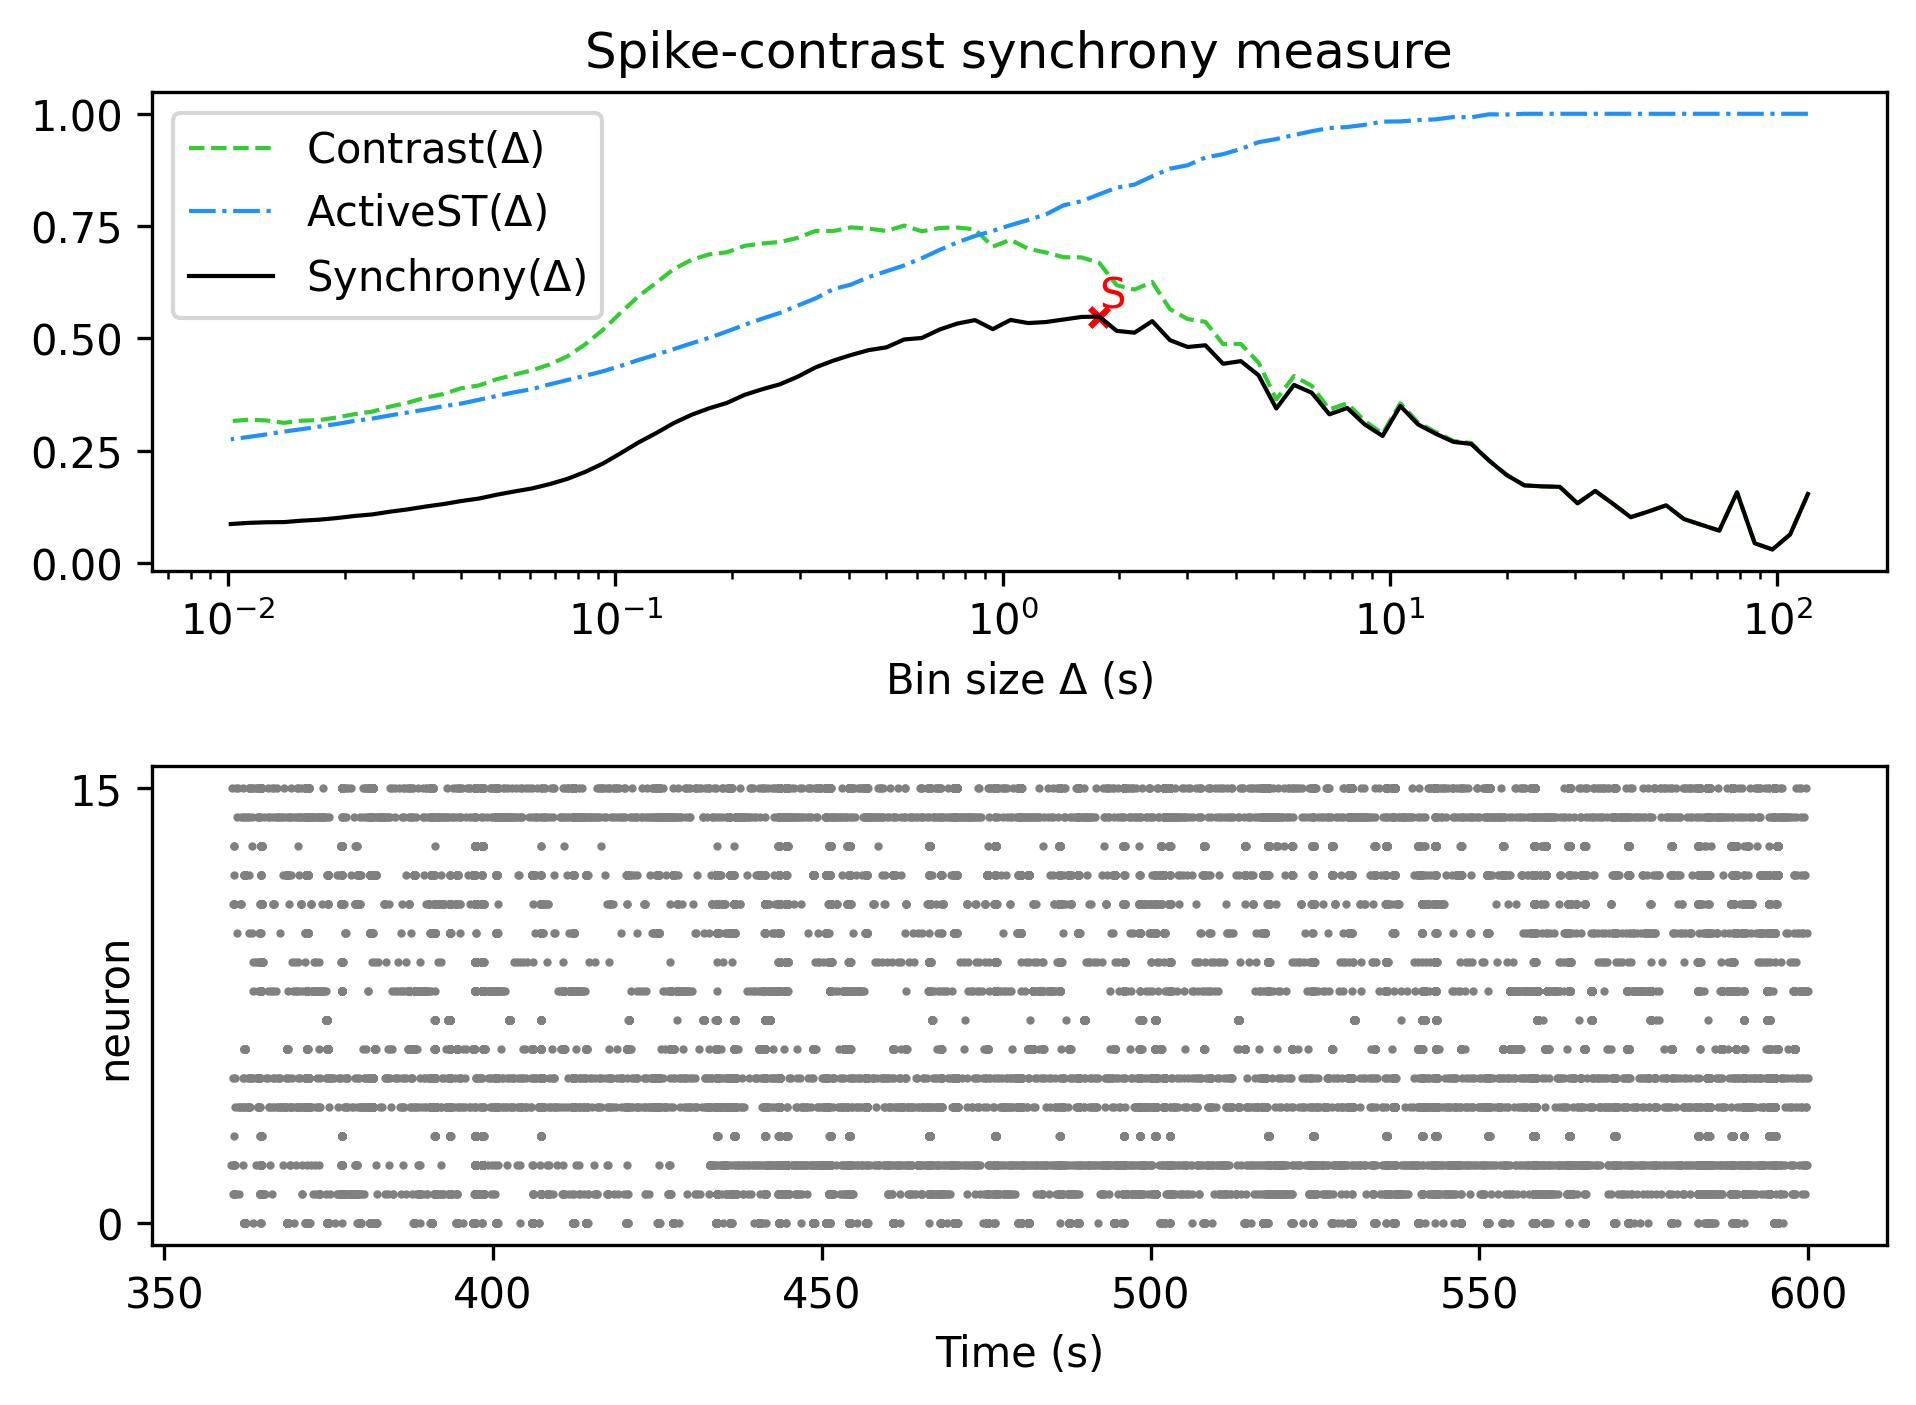 Spike-contrast synchrony measure
1.00
0.75
0.50
0.25
0.00
Contrast(Δ)
ActiveST(Δ)
Synchrony(Δ)
S
10⁻² 10⁻¹ 10⁰ 10¹ 10²
Bin size Δ (s)
15
0
neuron
350 400 450 500 550 600
Time (s)